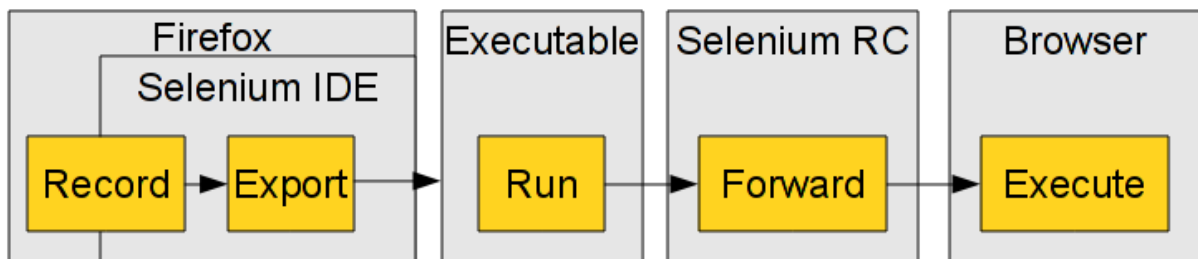 Firefox
Selenium IDE
Record
Export
Executable
Run
Selenium RC
Forward
Browser
Execute